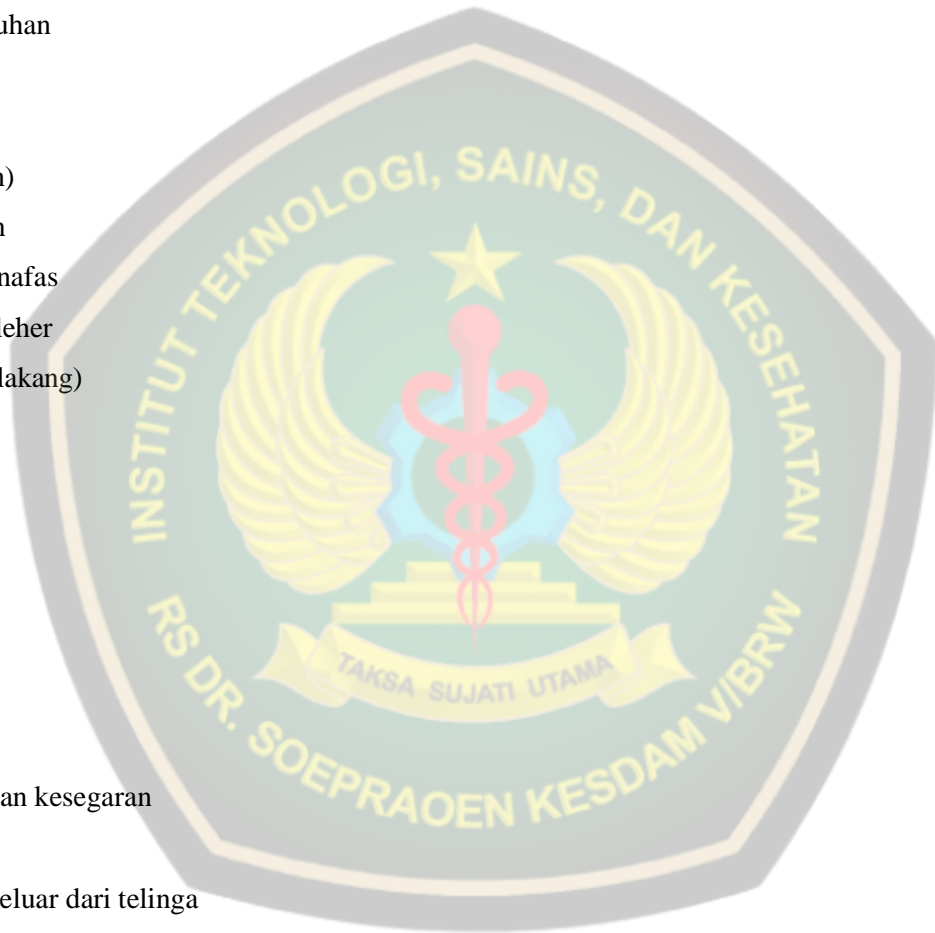 uhan
n)
n
nafas
leher
lakang)
INSTITUT TEKNOLOGI, SAINS, DAN KESEHATAN
TAKSA SUJATI UTAMA
RS DR. SOEPRAOEN KESDAM V/BRW
an kesegaran
eluar dari telinga